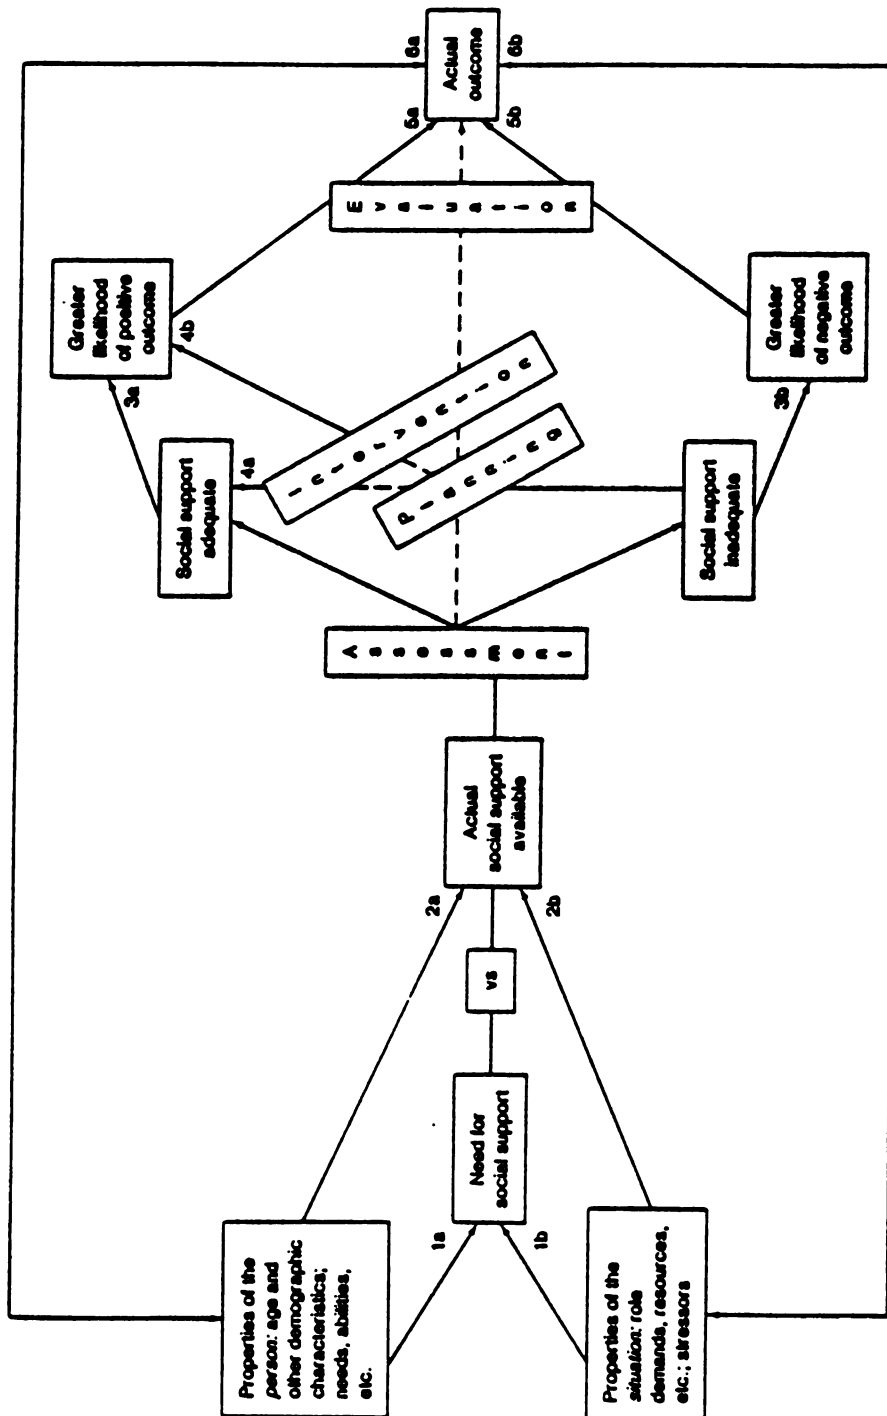 Properties of the
person: age and
other demographic
characteristics;
needs, abilities,
etc.
Properties of the
situation: role
demands, resources,
etc.; stressors
1a
1b
Need for
social support
vs
2a
2b
Actual
social support
available
Assessment
Social support
adequate
Social support
inadequate
Planning
Intervention
3a
4a
4b
3b
Greater
likelihood
of positive
outcome
Greater
likelihood
of negative
outcome
Evaluation
5a
5b
6a
6b
Actual
outcome